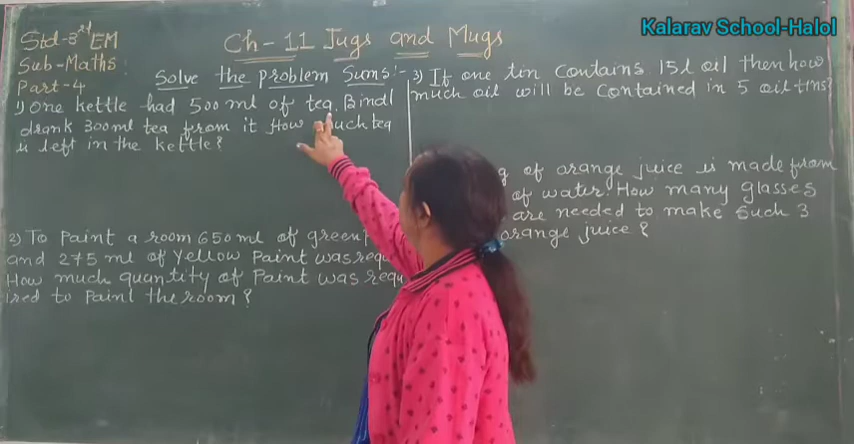 Kalarav School-Halol
Std-3rd EM
Sub-Maths:
Part-4
Ch-11 Jugs and Mugs
Solve the problem Sums:-
1) One kettle had 500 ml of tea. Bindi
drank 300ml tea from it How much tea
is left in the kettle?
2) To paint a room 650 ml of green
and 275 ml of yellow Paint was requ
How much quantity of Paint was requ
ired to paint the room?
3) If one tin contains 15 l oil then how
much oil will be contained in 5 oil-tins?
g of orange juice is made from
of water. How many glasses
are needed to make such 3
orange juice?